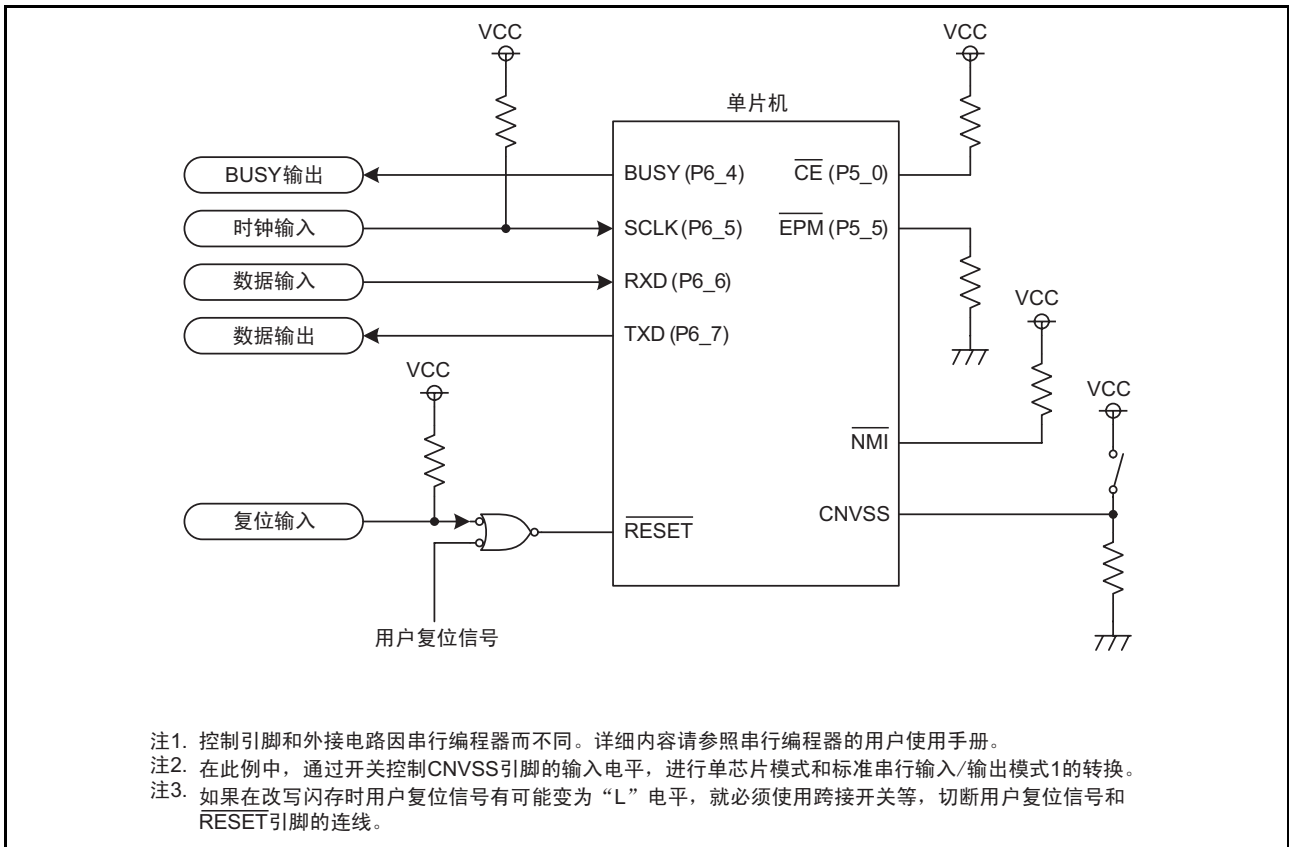 VCC
VCC
单片机
BUSY输出
BUSY (P6_4)
CE (P5_0)
时钟输入
SCLK (P6_5)
EPM (P5_5)
数据输入
RXD (P6_6)
VCC
数据输出
TXD (P6_7)
VCC
VCC
NMI
复位输入
CNVSS
RESET
用户复位信号
注1. 控制引脚和外接电路因串行编程器而不同。详细内容请参照串行编程器的用户使用手册。
注2. 在此例中，通过开关控制CNVSS引脚的输入电平，进行单芯片模式和标准串行输入/输出模式1的转换。
注3. 如果在改写闪存时用户复位信号有可能变为“L”电平，就必须使用跨接开关等，切断用户复位信号和
RESET引脚的连线。